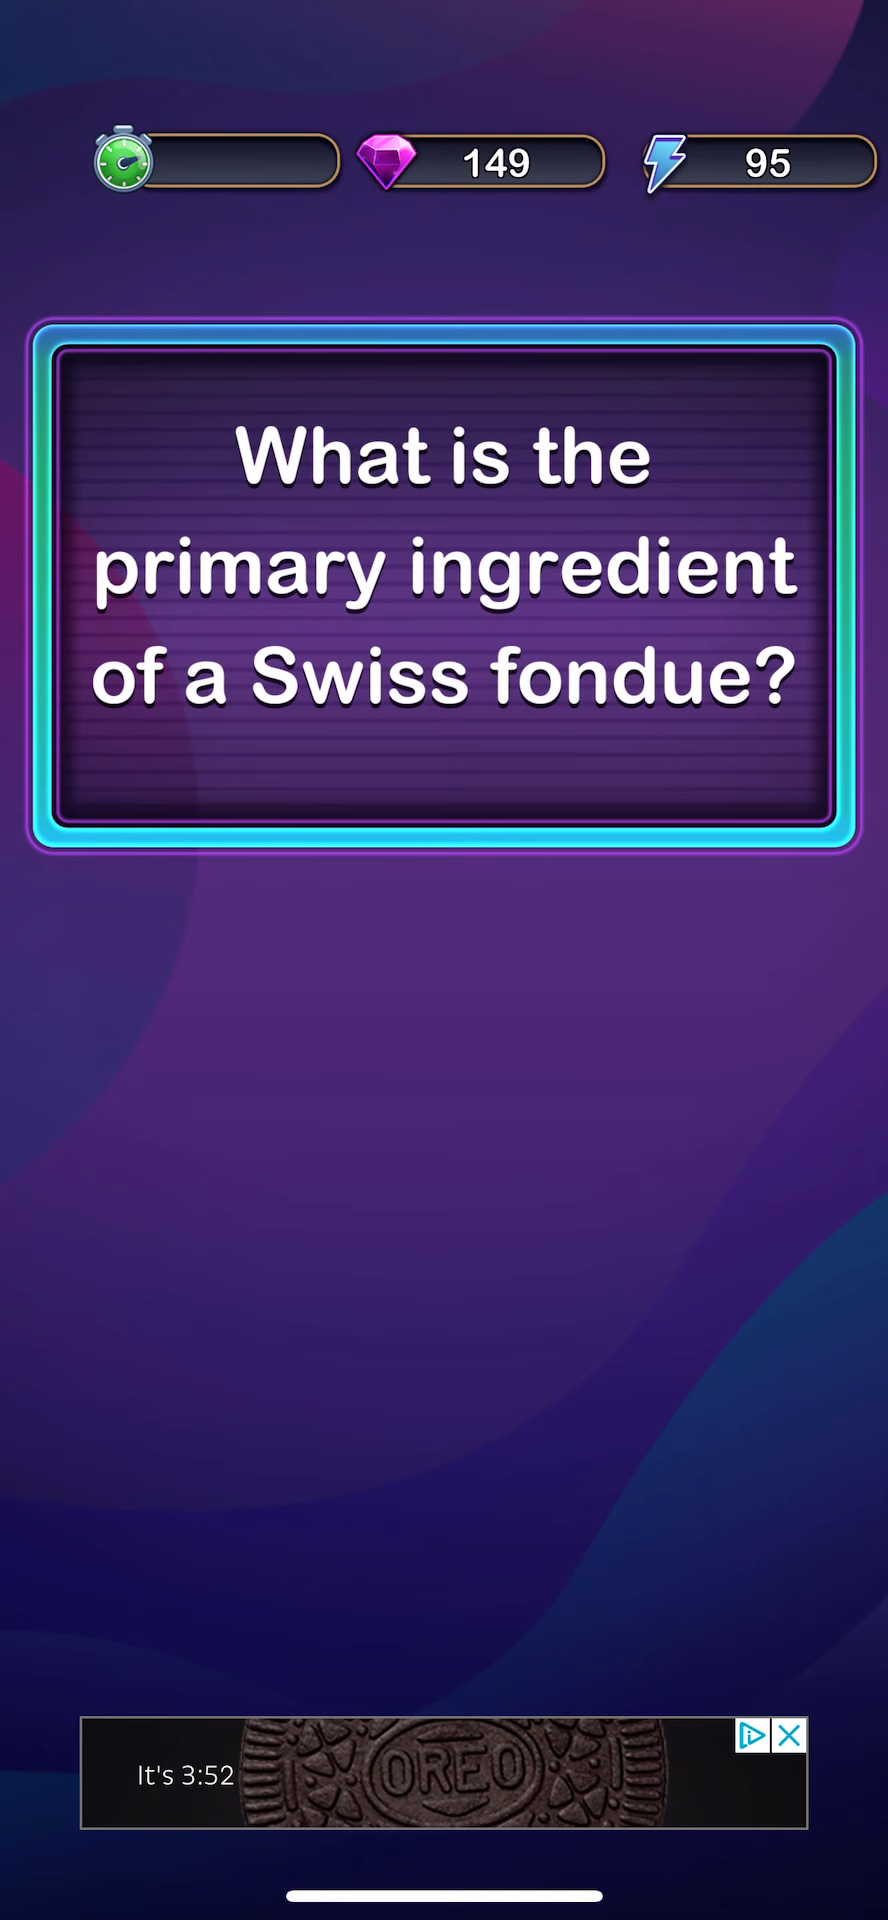 149
95
What is the
primary ingredient
of a Swiss fondue?
It's 3:52
OREO